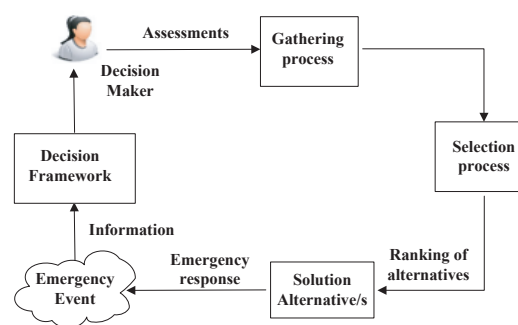 Assessments
Gathering
process
Decision
Maker
Selection
process
Decision
Framework
Information
Ranking of
alternatives
Emergency
response
Solution
Alternative/s
Emergency
Event